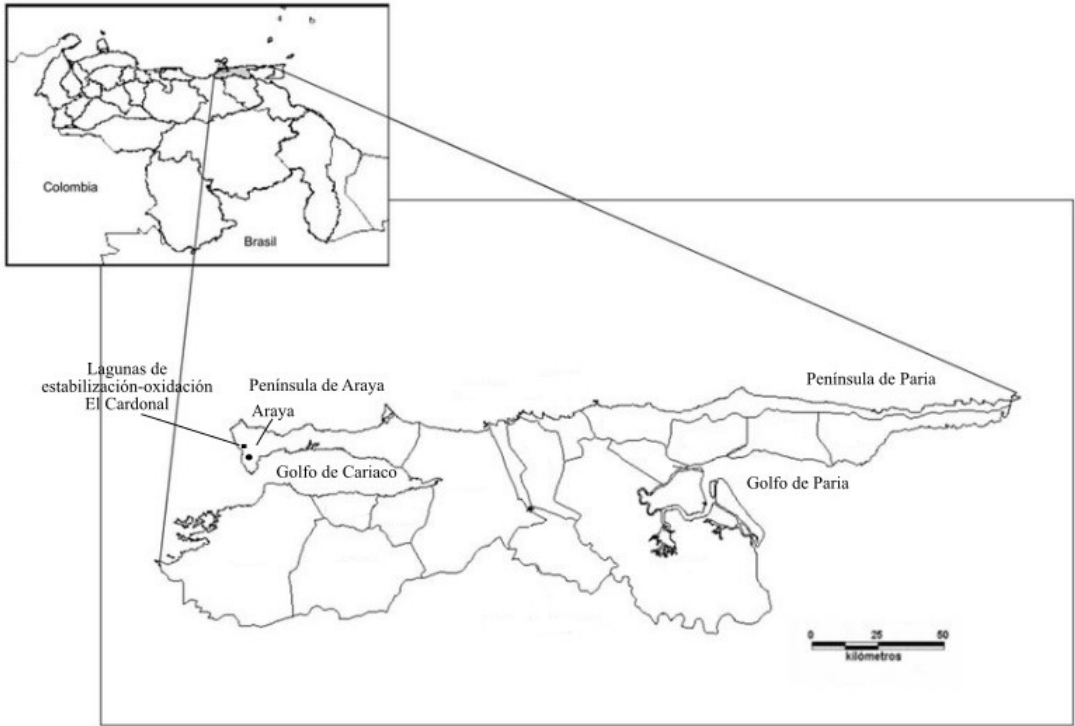 a
b
Colombia
Brasil
Lagunas de
estabilización-oxidación
El Cardonal
Península de Araya
Araya
Golfo de Cariaco
Península de Paria
Golfo de Paria
0 25 50
kilómetros